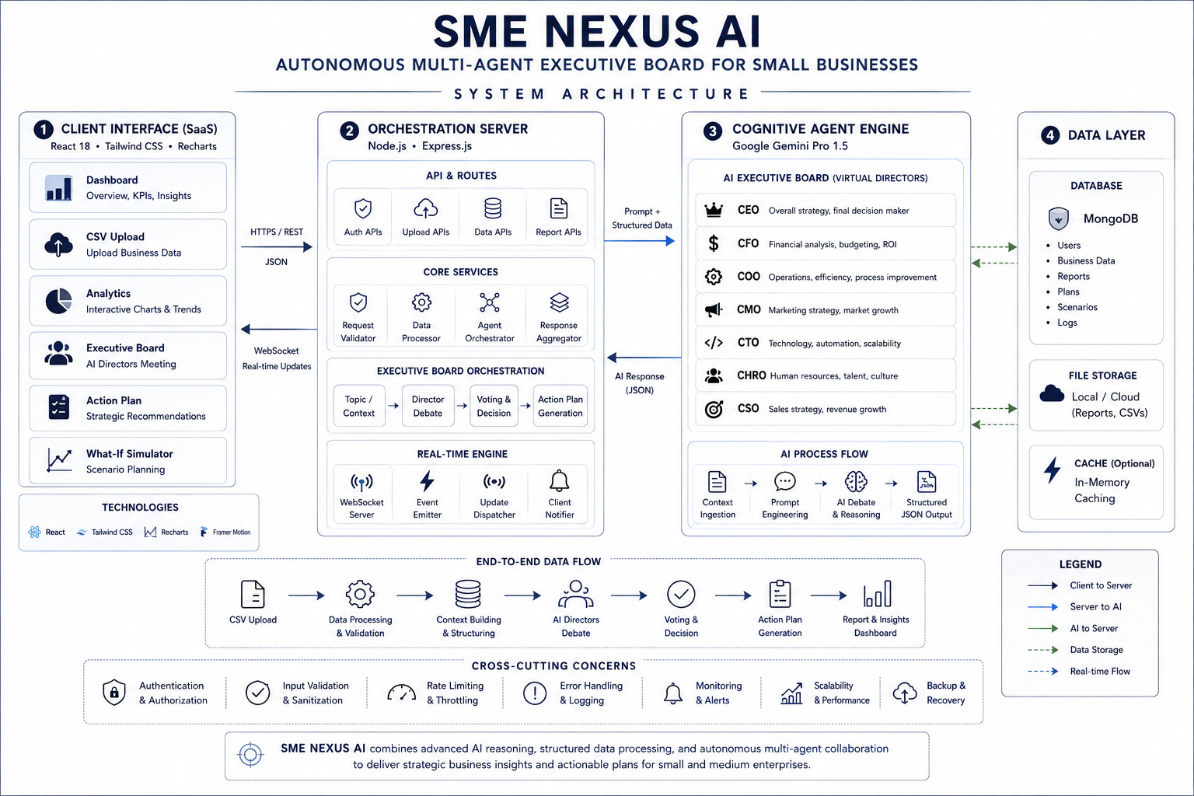 SME NEXUS AI
AUTONOMOUS MULTI-AGENT EXECUTIVE BOARD FOR SMALL BUSINESSES
SYSTEM ARCHITECTURE
1 CLIENT INTERFACE (SaaS)
React 18 • Tailwind CSS • Recharts
Dashboard
Overview, KPIs, Insights
CSV Upload
Upload Business Data
Analytics
Interactive Charts & Trends
Executive Board
AI Directors Meeting
Action Plan
Strategic Recommendations
What-If Simulator
Scenario Planning
TECHNOLOGIES
React
Tailwind CSS
Recharts
Framer Motion
HTTPS / REST
JSON
WebSocket
Real-time Updates
2 ORCHESTRATION SERVER
Node.js • Express.js
API & ROUTES
Auth APIs
Upload APIs
Data APIs
Report APIs
CORE SERVICES
Request
Validator
Data
Processor
Agent
Orchestrator
Response
Aggregator
EXECUTIVE BOARD ORCHESTRATION
Topic /
Context
Director
Debate
Voting &
Decision
Action Plan
Generation
REAL-TIME ENGINE
WebSocket
Server
Event
Emitter
Update
Dispatcher
Client
Notifier
Prompt +
Structured Data
AI Response
(JSON)
3 COGNITIVE AGENT ENGINE
Google Gemini Pro 1.5
AI EXECUTIVE BOARD (VIRTUAL DIRECTORS)
CEO Overall strategy, final decision maker
$ CFO Financial analysis, budgeting, ROI
COO Operations, efficiency, process improvement
CMO Marketing strategy, market growth
</> CTO Technology, automation, scalability
CHRO Human resources, talent, culture
CSO Sales strategy, revenue growth
AI PROCESS FLOW
Context
Ingestion
Prompt
Engineering
AI Debate
& Reasoning
JSON
Structured
JSON Output
4 DATA LAYER
DATABASE
MongoDB
• Users
• Business Data
• Reports
• Plans
• Scenarios
• Logs
FILE STORAGE
Local / Cloud
(Reports, CSVs)
CACHE (Optional)
In-Memory
Caching
END-TO-END DATA FLOW
CSV Upload
Data Processing
& Validation
Context Building
& Structuring
AI Directors
Debate
Voting &
Decision
Action Plan
Generation
Report & Insights
Dashboard
LEGEND
Client to Server
Server to AI
AI to Server
Data Storage
Real-time Flow
CROSS-CUTTING CONCERNS
Authentication
& Authorization
Input Validation
& Sanitization
Rate Limiting
& Throttling
Error Handling
& Logging
Monitoring
& Alerts
Scalability
& Performance
Backup &
Recovery
SME NEXUS AI combines advanced AI reasoning, structured data processing, and autonomous multi-agent collaboration
to deliver strategic business insights and actionable plans for small and medium enterprises.